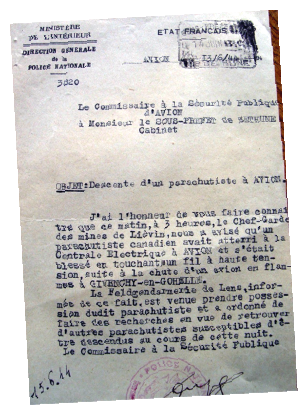 MINISTÈRE
DE L'INTÉRIEUR
DIRECTION GÉNÉRALE
de la
POLICE NATIONALE
3820
ETAT FRANCAIS
AVION
Le Commissaire à la Sécurité Publique
d'AVION
à Monsieur le SOUS-PREFET de BETHUNE
Cabinet
OBJET:Descente d'un parachutiste à AVION.
J'ai l'honneur de vous faire connaî
tre que ce matin, à 3 heures, le Chef-Garde
des mines de Liévin, nous a avisé qu'un
parachutiste canadien avait atterri à la
Centrale Electrique à AVION et s'était
blessé en touchant un fil à haute ten-
sion, suite à la chute d'un avion en flam
mes à GIVENCHY-en-GOHELLE.
La Feldgendarmerie de Lens, infor-
mée de ce fait, est venue prendre posses-
sion dudit parachutiste et a ordonné de
faire des recherches en vue de retrouver
d'autres parachutistes susceptibles d'ê-
tre descendus au cours de cette nuit.
Le Commissaire à la Sécurité Publique
15.6.44